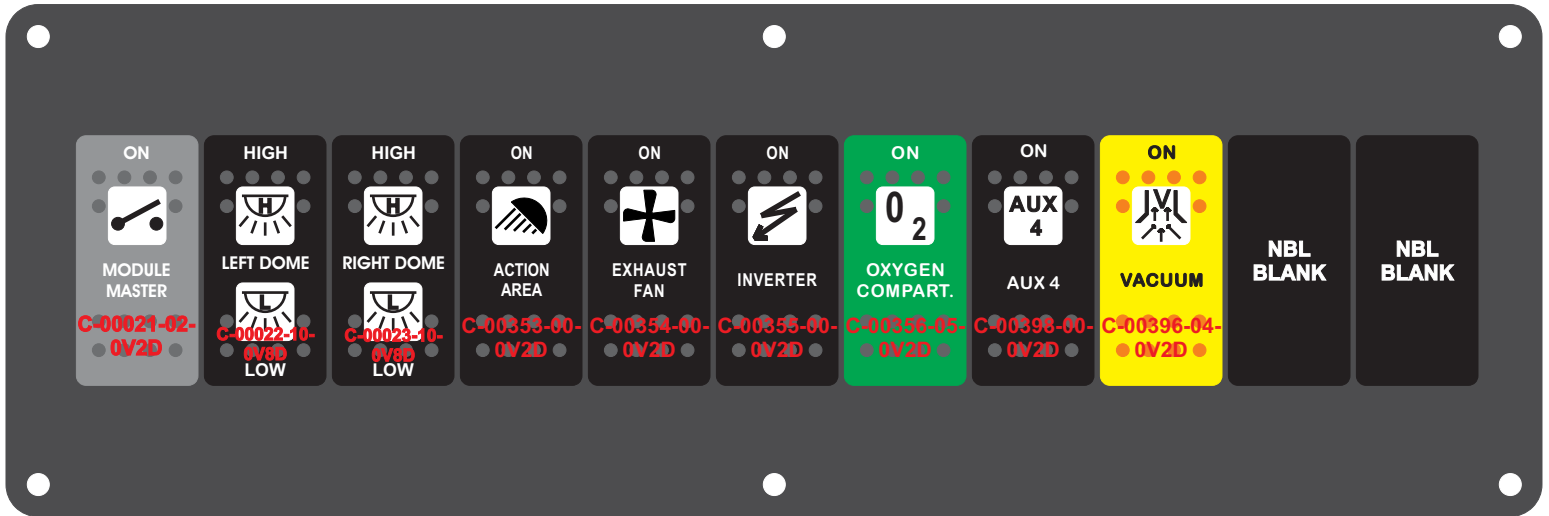 ON
H
MODULE
MASTER
C-00021-02-
0V2D
HIGH
H
LEFT DOME
L
C-00022-10-
0V8D
LOW
HIGH
H
RIGHT DOME
L
C-00023-10-
0V8D
LOW
ON
ACTION
AREA
C-00353-00-
0V2D
ON
EXHAUST
FAN
C-00354-00-
0V2D
ON
INVERTER
C-00355-00-
0V2D
ON
0 2
OXYGEN
COMPART.
C-00356-05-
0V2D
ON
AUX
4
AUX 4
C-00398-00-
0V2D
ON
V
VACUUM
C-00396-04-
0V2D
NBL
BLANK
NBL
BLANK